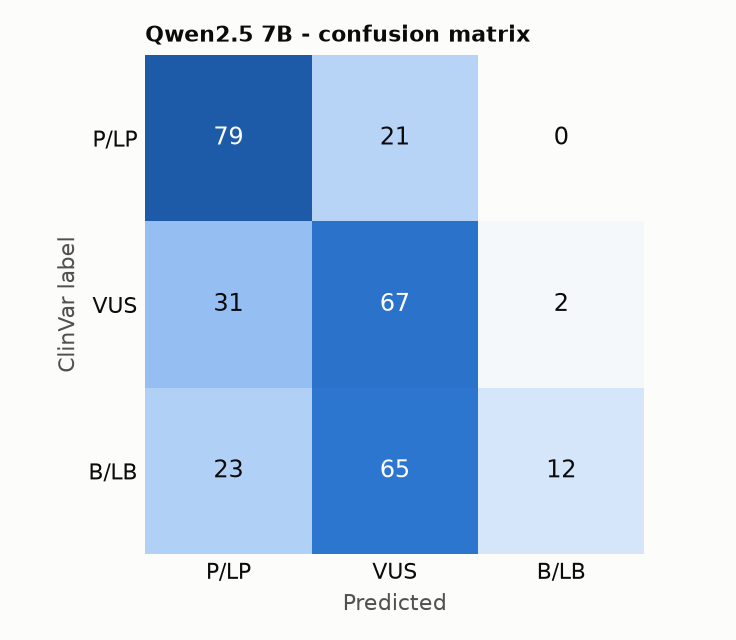 Qwen2.5 7B - confusion matrix
P/LP 79 21 0
VUS 31 67 2
B/LB 23 65 12
P/LP VUS B/LB
Predicted
ClinVar label